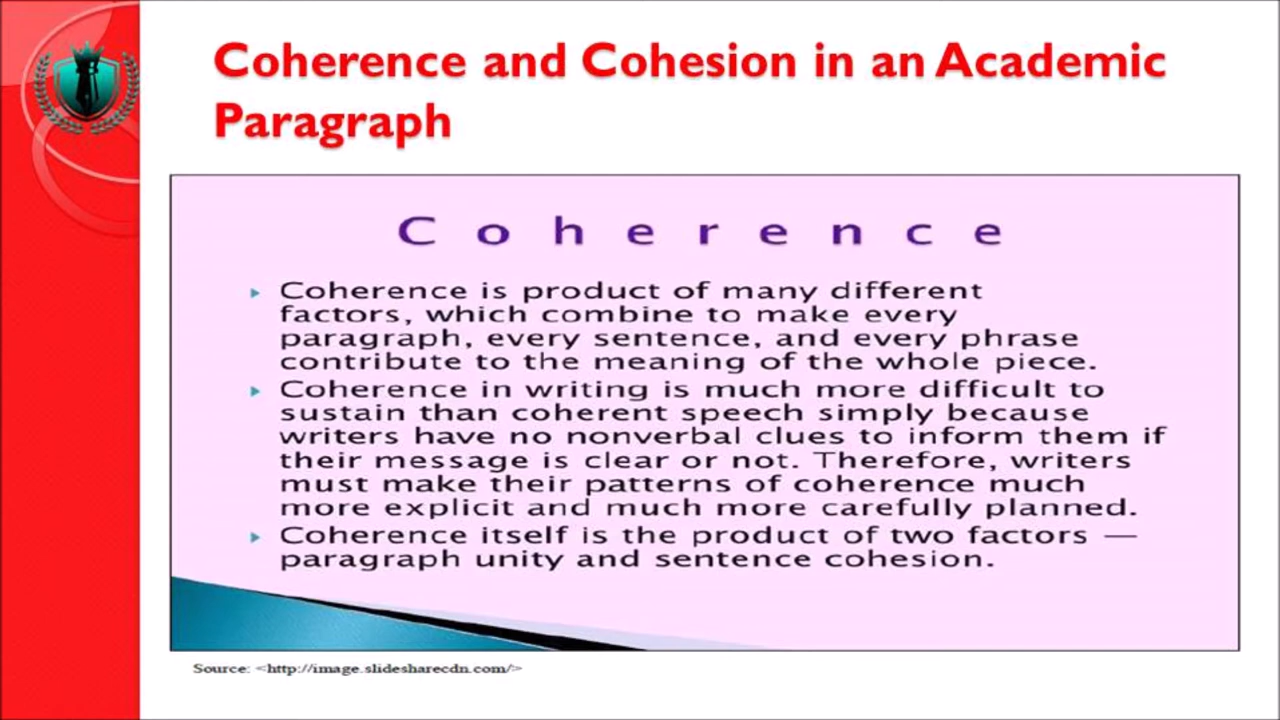 Coherence and Cohesion in an Academic
Paragraph
Coherence
Coherence is product of many different
factors, which combine to make every
paragraph, every sentence, and every phrase
contribute to the meaning of the whole piece.
Coherence in writing is much more difficult to
sustain than coherent speech simply because
writers have no nonverbal clues to inform them if
their message is clear or not. Therefore, writers
must make their patterns of coherence much
more explicit and much more carefully planned.
Coherence itself is the product of two factors —
paragraph unity and sentence cohesion.
Source: <http://image.slidesharecdn.com/>